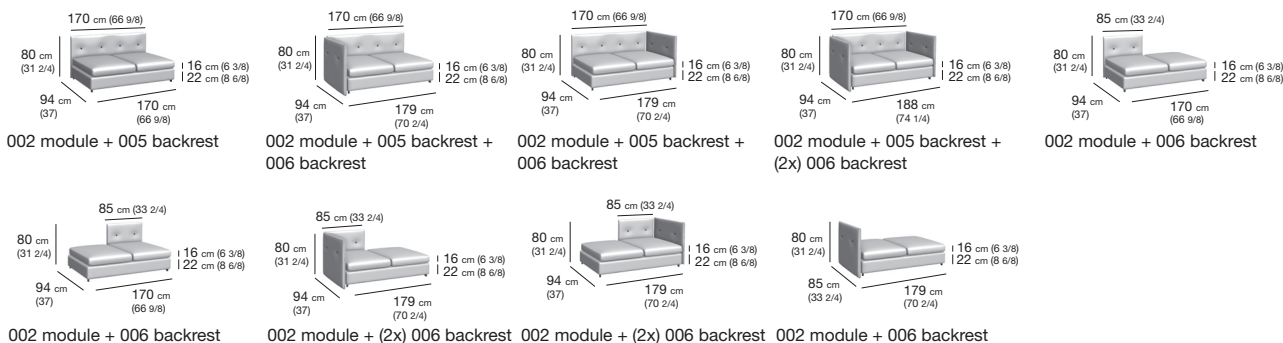 170 cm (66 9/8)
80 cm
(31 2/4)
16 cm (6 3/8)
22 cm (8 6/8)
94 cm
(37)
170 cm
(66 9/8)
002 module + 005 backrest
170 cm (66 9/8)
80 cm
(31 2/4)
16 cm (6 3/8)
22 cm (8 6/8)
94 cm
(37)
179 cm
(70 2/4)
002 module + 005 backrest +
006 backrest
170 cm (66 9/8)
80 cm
(31 2/4)
16 cm (6 3/8)
22 cm (8 6/8)
94 cm
(37)
179 cm
(70 2/4)
002 module + 005 backrest +
006 backrest
170 cm (66 9/8)
80 cm
(31 2/4)
16 cm (6 3/8)
22 cm (8 6/8)
94 cm
(37)
188 cm
(74 1/4)
002 module + 005 backrest +
(2x) 006 backrest
85 cm (33 2/4)
80 cm
(31 2/4)
16 cm (6 3/8)
22 cm (8 6/8)
94 cm
(37)
170 cm
(66 9/8)
002 module + 006 backrest
85 cm (33 2/4)
80 cm
(31 2/4)
16 cm (6 3/8)
22 cm (8 6/8)
94 cm
(37)
170 cm
(66 9/8)
002 module + 006 backrest
85 cm (33 2/4)
80 cm
(31 2/4)
16 cm (6 3/8)
22 cm (8 6/8)
94 cm
(37)
179 cm
(70 2/4)
002 module + (2x) 006 backrest
85 cm (33 2/4)
80 cm
(31 2/4)
16 cm (6 3/8)
22 cm (8 6/8)
94 cm
(37)
179 cm
(70 2/4)
002 module + (2x) 006 backrest
80 cm
(31 2/4)
16 cm (6 3/8)
22 cm (8 6/8)
85 cm
(33 2/4)
179 cm
(70 2/4)
002 module + 006 backrest